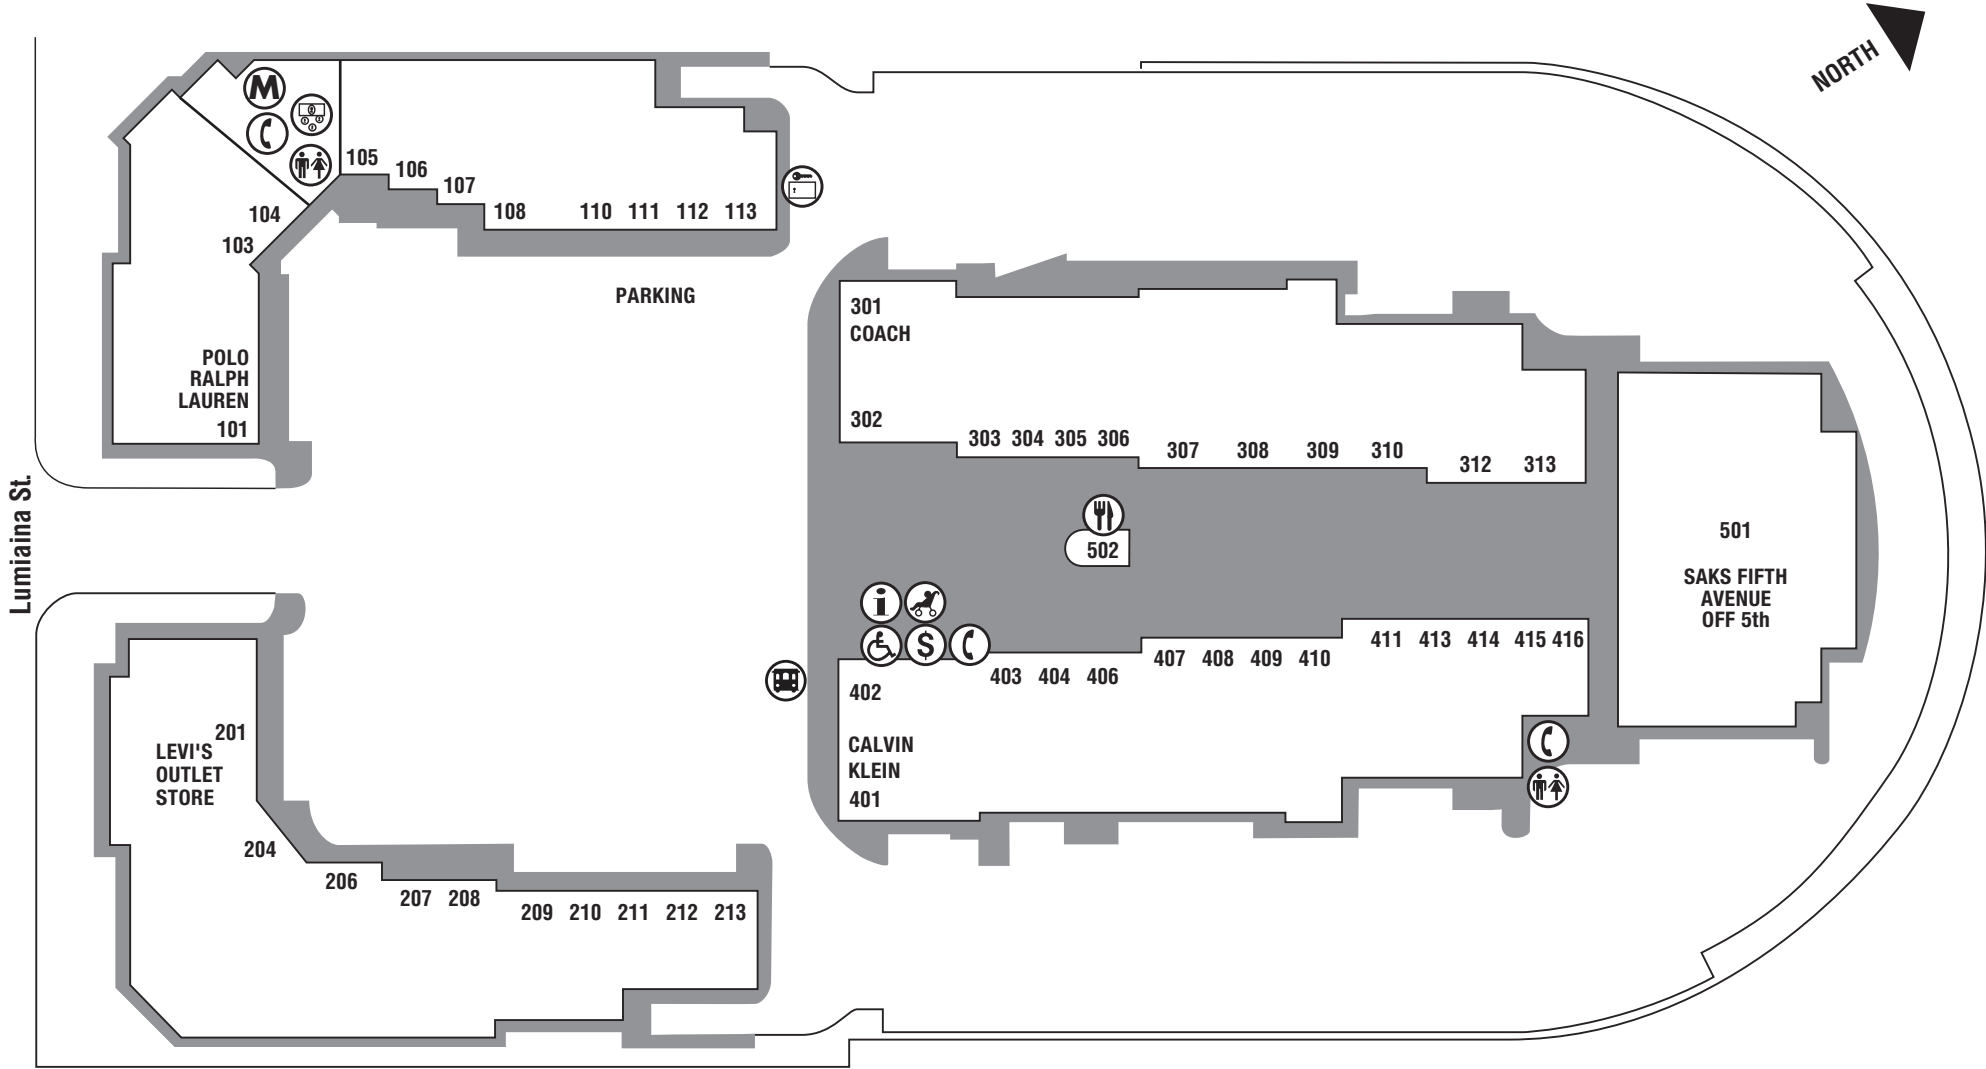 NORTH
M
105
106
107
104
108 110 111 112 113
103
PARKING
POLO
RALPH
LAUREN
101
301
COACH
302
303 304 305 306
307 308 309 310
312 313
502
501
SAKS FIFTH
AVENUE
OFF 5th
Lumiaina St.
i
$
402
403 404 406
407 408 409 410
411 413 414 415 416
CALVIN
KLEIN
401
201
LEVI'S
OUTLET
STORE
204
206
207 208
209 210 211 212 213